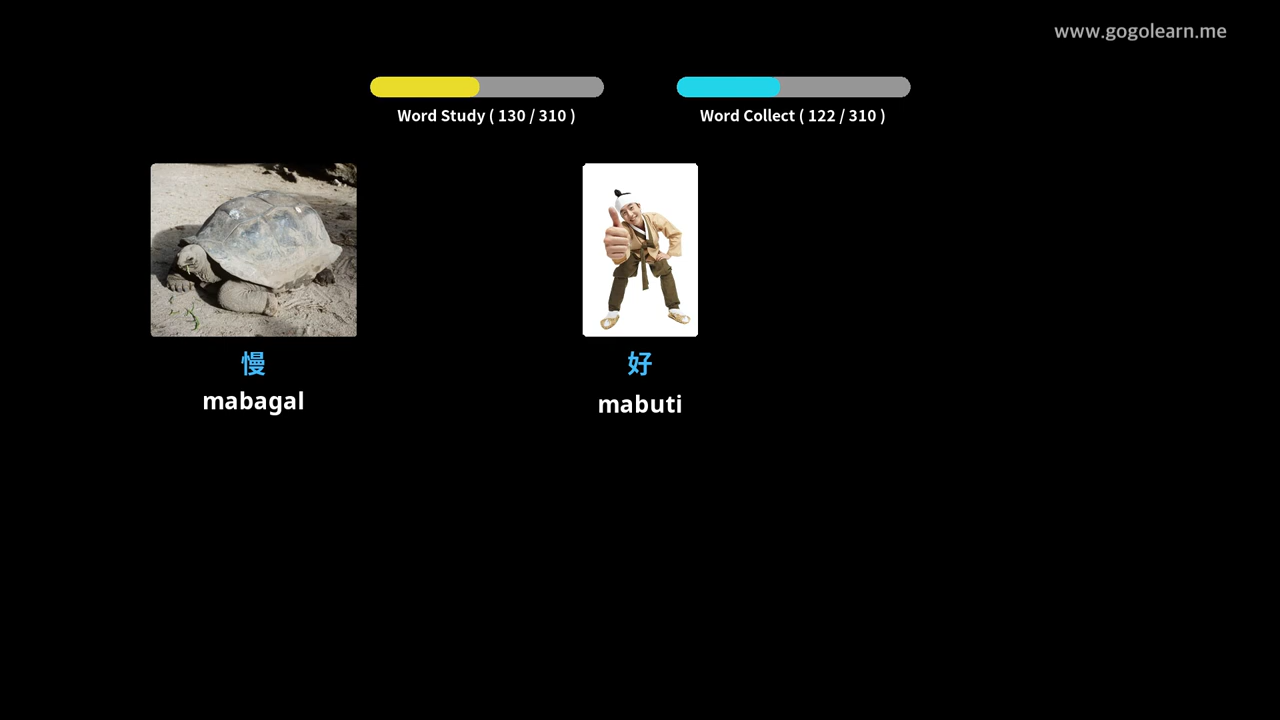 www.gogolearn.me
Word Study ( 130 / 310 )
Word Collect ( 122 / 310 )
慢
mabagal
好
mabuti